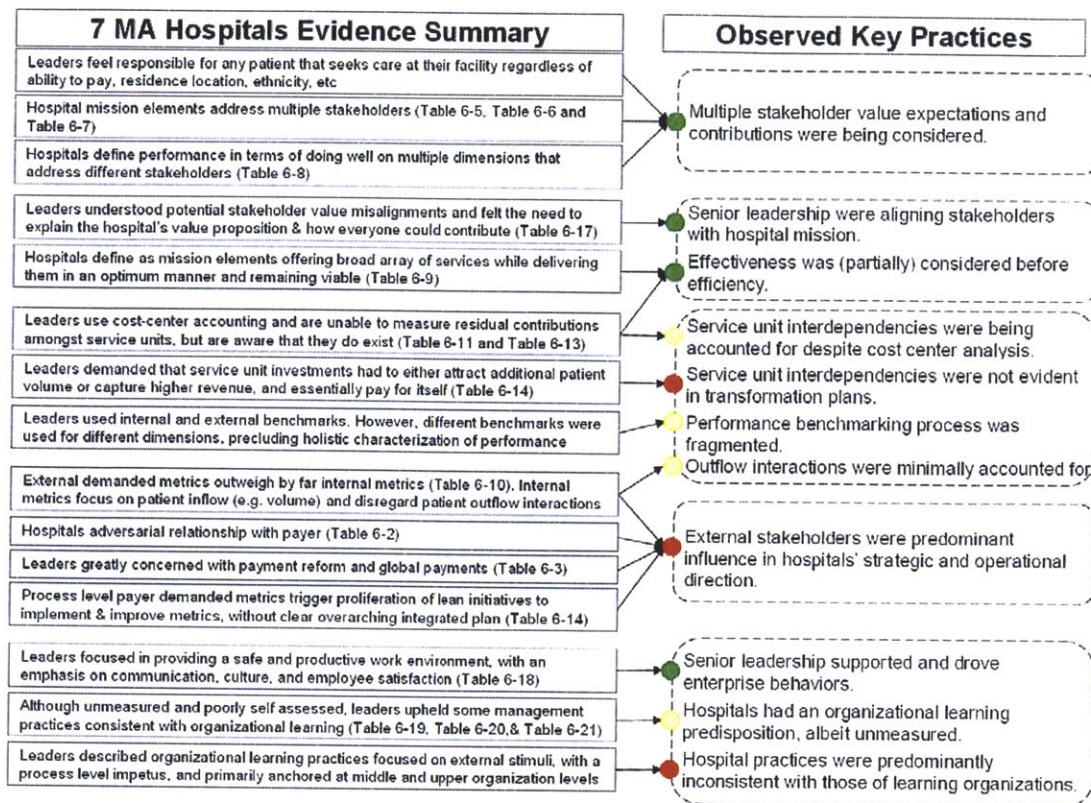 7 MA Hospitals Evidence Summary
Leaders feel responsible for any patient that seeks care at their facility regardless of
ability to pay, residence location, ethnicity, etc
Hospital mission elements address multiple stakeholders (Table 6-5, Table 6-6 and
Table 6-7)
Hospitals define performance in terms of doing well on multiple dimensions that
address different stakeholders (Table 6-8)
Leaders understood potential stakeholder value misalignments and felt the need to
explain the hospital's value proposition & how everyone could contribute (Table 6-17)
Hospitals define as mission elements offering broad array of services while delivering
them in an optimum manner and remaining viable (Table 6-9)
Leaders use cost-center accounting and are unable to measure residual contributions
amongst service units, but are aware that they do exist (Table 6-11 and Table 6-13)
Leaders demanded that service unit investments had to either attract additional patient
volume or capture higher revenue, and essentially pay for itself (Table 6-14)
Leaders used internal and external benchmarks. However, different benchmarks were
used for different dimensions, precluding holistic characterization of performance
External demanded metrics outweigh by far internal metrics (Table 6-10). Internal
metrics focus on patient inflow (e.g. volume) and disregard patient outflow interactions
Hospitals adversarial relationship with payer (Table 6-2)
Leaders greatly concerned with payment reform and global payments (Table 6-3)
Process level payer demanded metrics trigger proliferation of lean initiatives to
implement & improve metrics, without clear overarching integrated plan (Table 6-14)
Leaders focused in providing a safe and productive work environment, with an
emphasis on communication, culture, and employee satisfaction (Table 6-18)
Although unmeasured and poorly self assessed, leaders upheld some management
practices consistent with organizational learning (Table 6-19, Table 6-20,& Table 6-21)
Leaders described organizational learning practices focused on external stimuli, with a
process level impetus, and primarily anchored at middle and upper organization levels
Observed Key Practices
Multiple stakeholder value expectations and
contributions were being considered.
Senior leadership were aligning stakeholders
with hospital mission.
Effectiveness was (partially) considered before
efficiency.
Service unit interdependencies were being
accounted for despite cost center analysis.
Service unit interdependencies were not evident
in transformation plans.
Performance benchmarking process was
fragmented.
Outflow interactions were minimally accounted for
External stakeholders were predominant
influence in hospitals' strategic and operational
direction.
Senior leadership supported and drove
enterprise behaviors.
Hospitals had an organizational learning
predisposition, albeit unmeasured.
Hospital practices were predominantly
inconsistent with those of learning organizations.